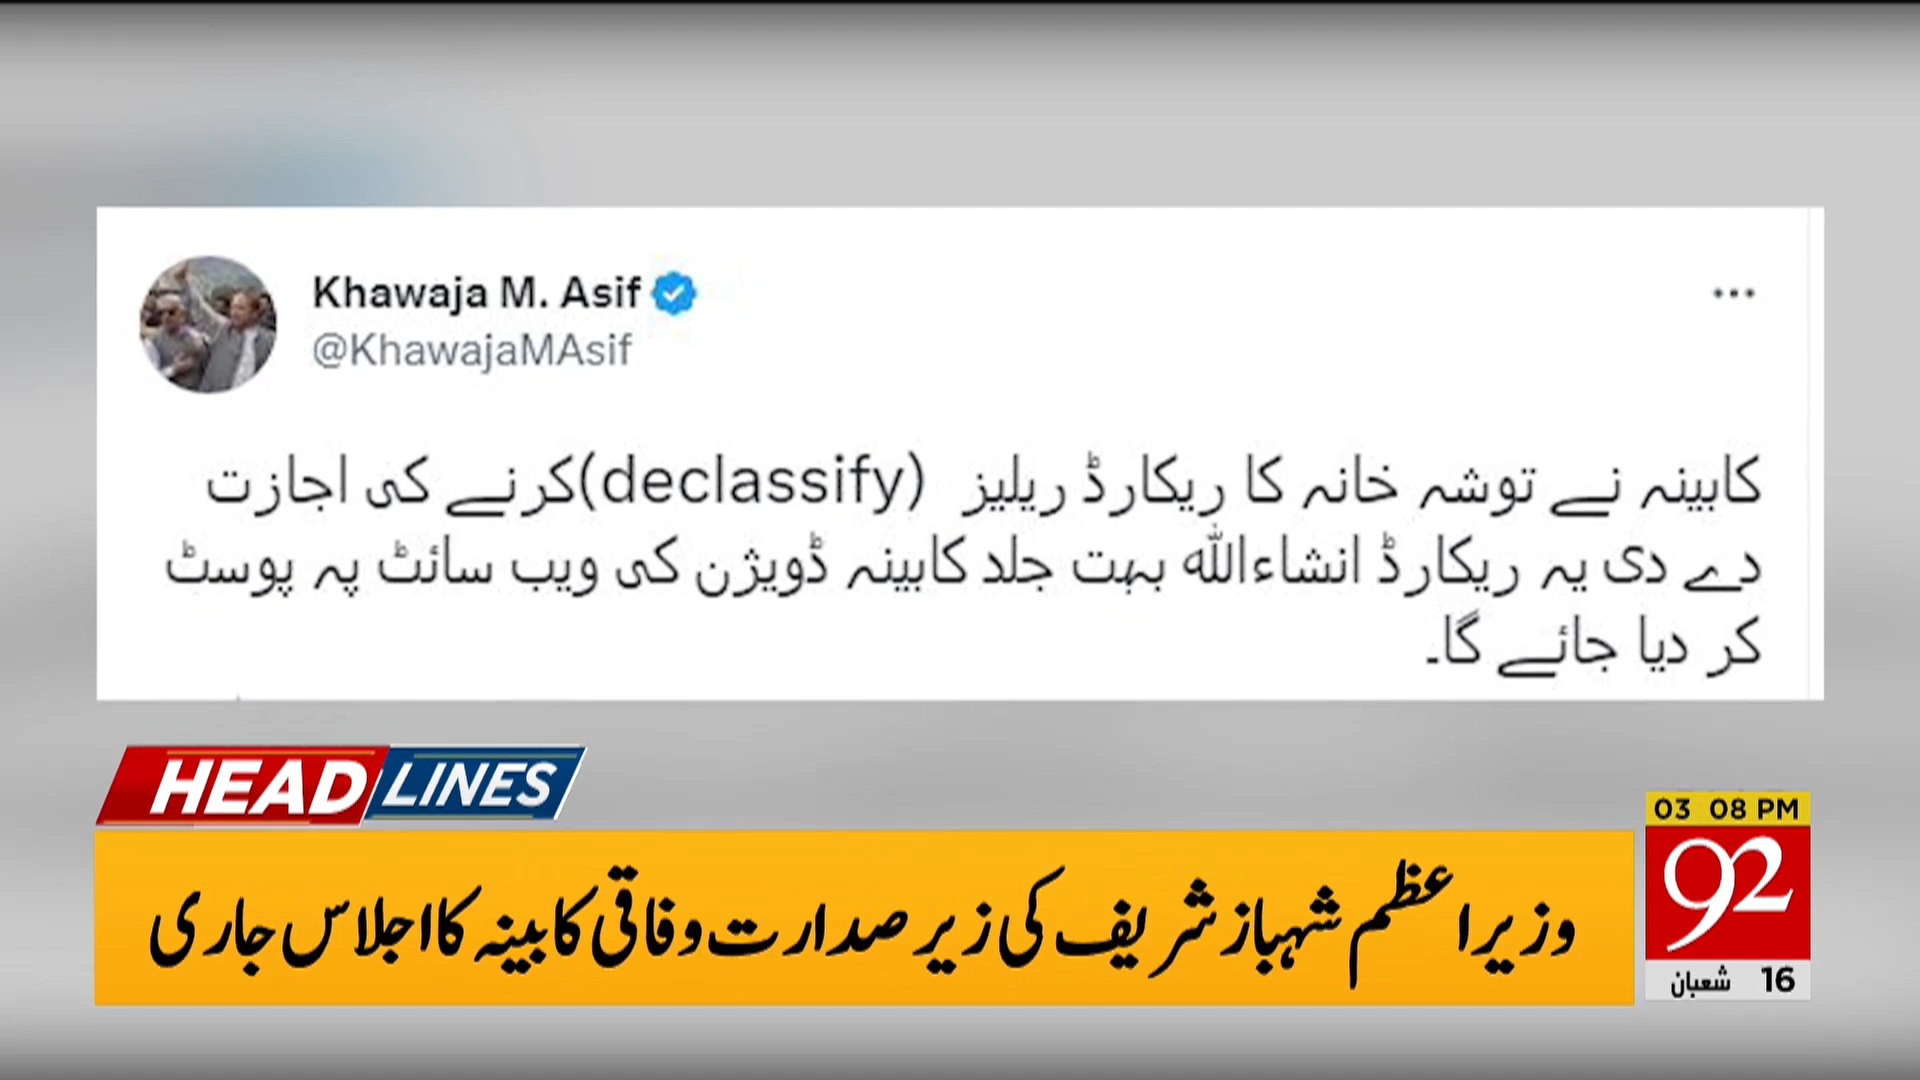 Khawaja M. Asif
@KhawajaMAsif
کابینہ نے توشہ خانہ کا ریکارڈ ریلیز (declassify)کرنے کی اجازت
دے دی یہ ریکارڈ انشاءاللہ بہت جلد کابینہ ڈویژن کی ویب سائٹ پہ پوسٹ
کر دیا جائے گا۔
HEADLINES
وزیراعظم شہباز شریف کی زیر صدارت وفاقی کابینہ کا اجلاس جاری
03 08 PM
92
16 شعبان